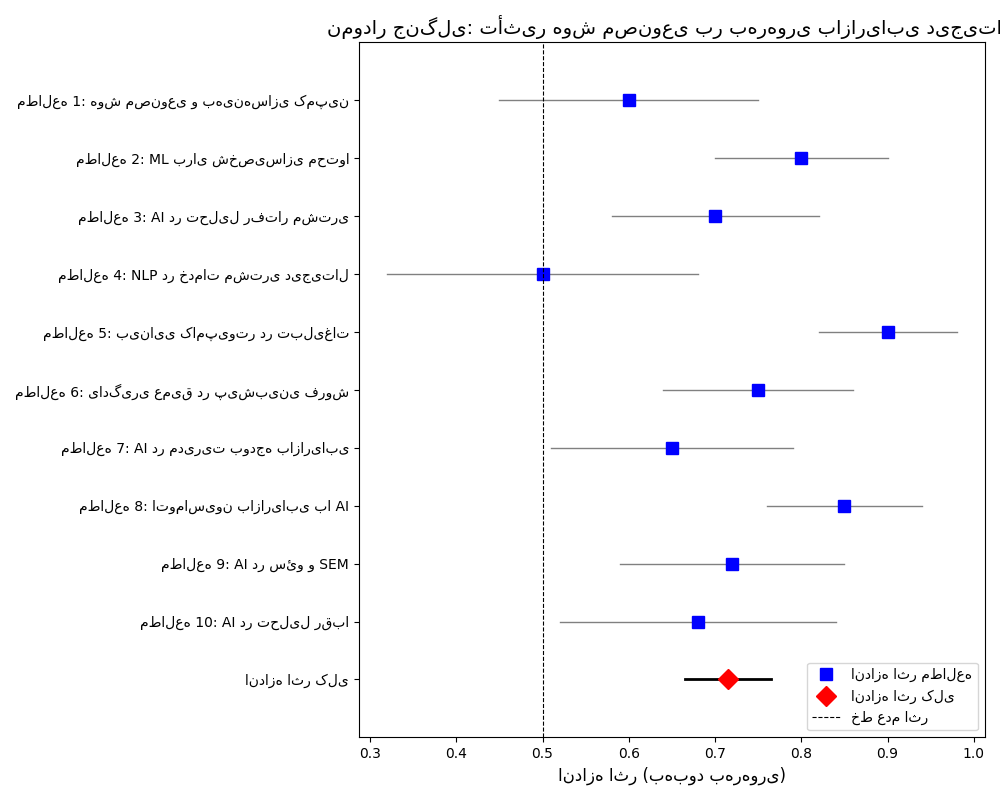 نمودار جنگلی: تأثیر هوش مصنوعی بر بهره‌وری بازاریابی دیجیتا
مطالعه 1: هوش مصنوعی و بهینه‌سازی کمپین
مطالعه 2: ML برای شخصی‌سازی محتوا
مطالعه 3: AI در تحلیل رفتار مشتری
مطالعه 4: NLP در خدمات مشتری دیجیتال
مطالعه 5: بینایی کامپیوتر در تبلیغات
مطالعه 6: یادگیری عمیق در پیش‌بینی فروش
مطالعه 7: AI در مدیریت بودجه بازاریابی
مطالعه 8: اتوماسیون بازاریابی با AI
مطالعه 9: AI در سئو و SEM
مطالعه 10: AI در تحلیل رقبا
اندازه اثر کلی
اندازه اثر مطالعه
اندازه اثر کلی
خط عدم اثر
0.3 0.4 0.5 0.6 0.7 0.8 0.9 1.0
اندازه اثر (بهبود بهره‌وری)